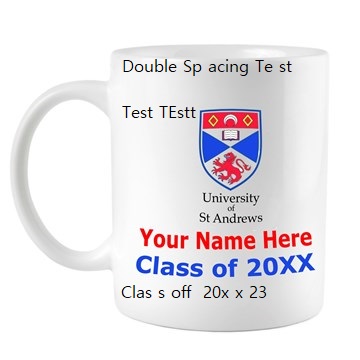 Double Sp acing Te st
Test TEstt
University
of
St Andrews
Your Name Here
Class of 20XX
Clas s off  20x x 23